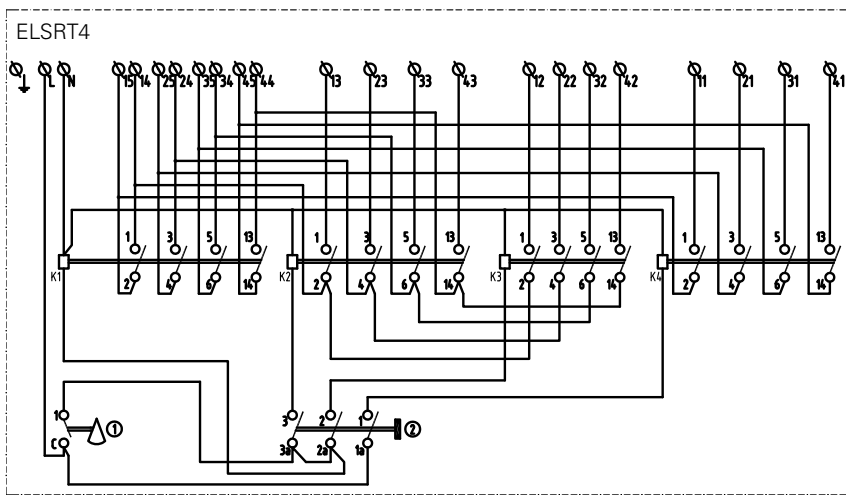 ELSRT4
L N 15 14 25 24 35 34 45 44 13 23 33 43 12 22 32 42 11 21 31 41
1 3 5 13 1 3 5 13 1 3 5 13 1 3 5 13
K1 K2 K3 K4
2 4 6 14 2 4 6 14 2 4 6 14 2 4 6 14
1 ① 3 2 1 ②
C 3a 2a 1a